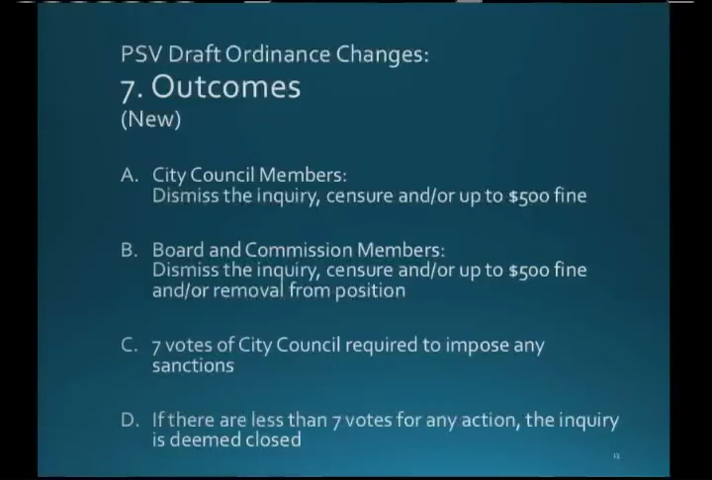 PSV Draft Ordinance Changes:
7. Outcomes
(New)
A. City Council Members:
Dismiss the inquiry, censure and/or up to $500 fine
B. Board and Commission Members:
Dismiss the inquiry, censure and/or up to $500 fine
and/or removal from position
C. 7 votes of City Council required to impose any
sanctions
D. If there are less than 7 votes for any action, the inquiry
is deemed closed